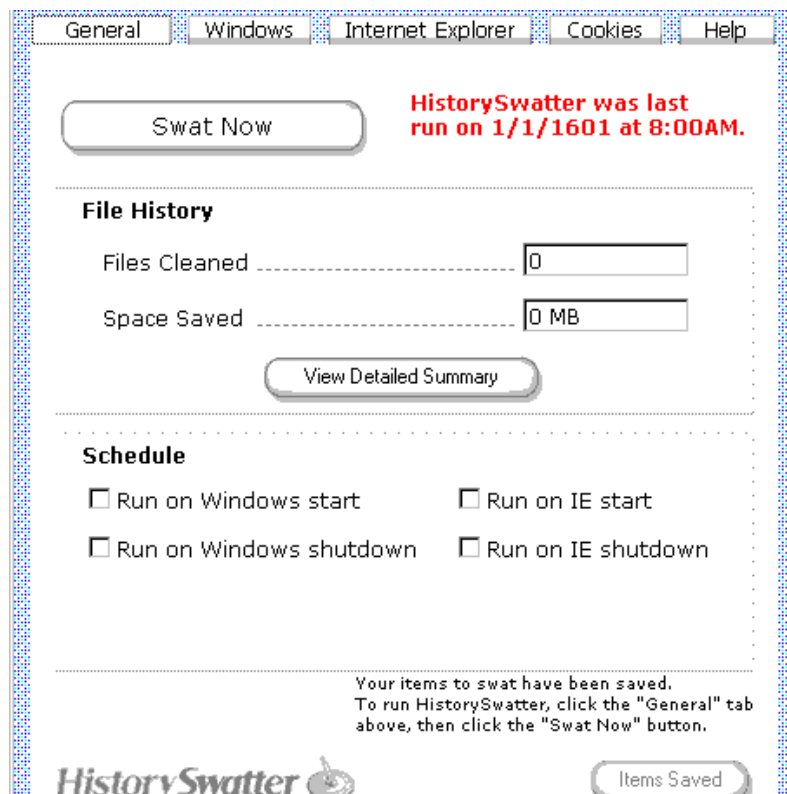 General Windows Internet Explorer Cookies Help
Swat Now
HistorySwatter was last
run on 1/1/1601 at 8:00AM.
File History
Files Cleaned 0
Space Saved 0 MB
View Detailed Summary
Schedule
Run on Windows start Run on IE start
Run on Windows shutdown Run on IE shutdown
Your items to swat have been saved.
To run HistorySwatter, click the "General" tab
above, then click the "Swat Now" button.
HistorySwatter Items Saved